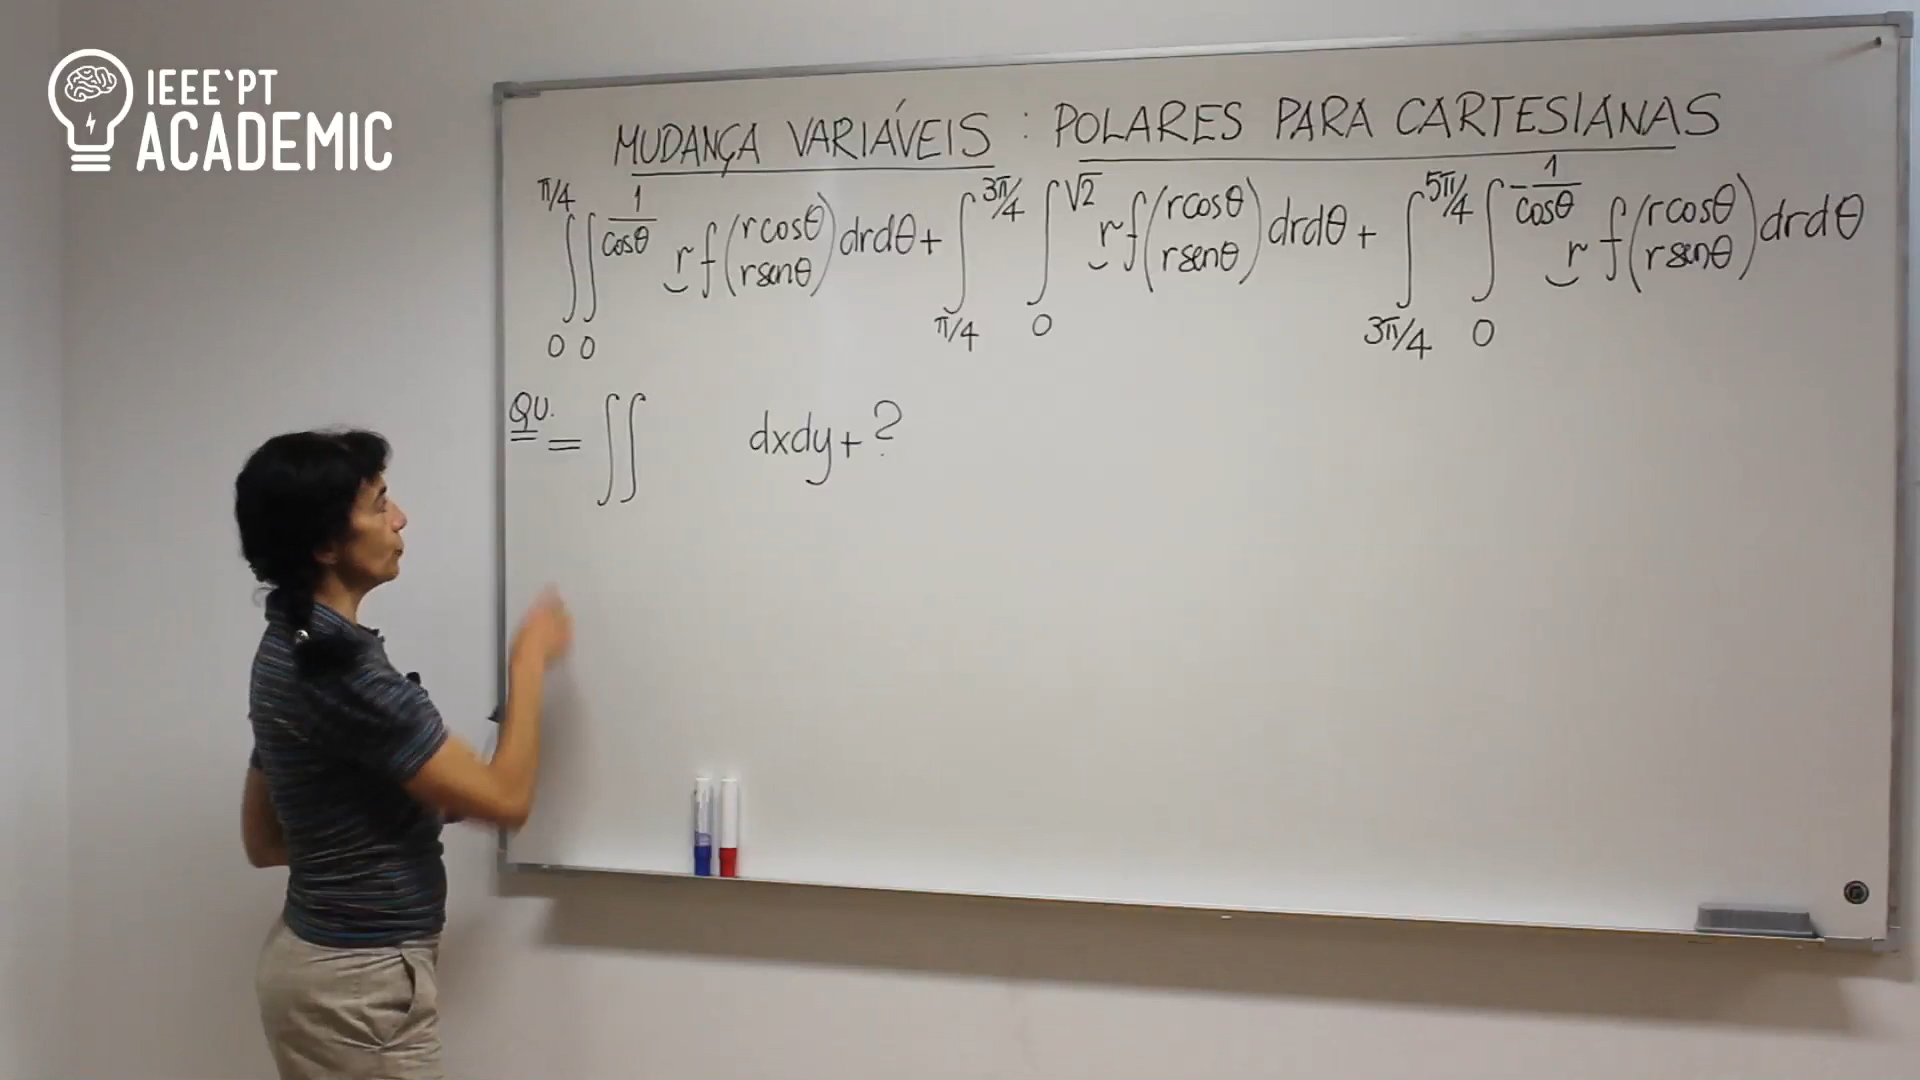 IEEE'PT
ACADEMIC
MUDANÇA VARIÁVEIS : POLARES PARA CARTESIANAS
∫_0^{π/4} ∫_0^{1/cosθ} r f(rcosθ, rsenθ) drdθ + ∫_{π/4}^{3π/4} ∫_0^{√2} r f(rcosθ, rsenθ) drdθ + ∫_{3π/4}^{5π/4} ∫_0^{-1/cosθ} r f(rcosθ, rsenθ) drdθ
QU. = ∫∫ dxdy + ?